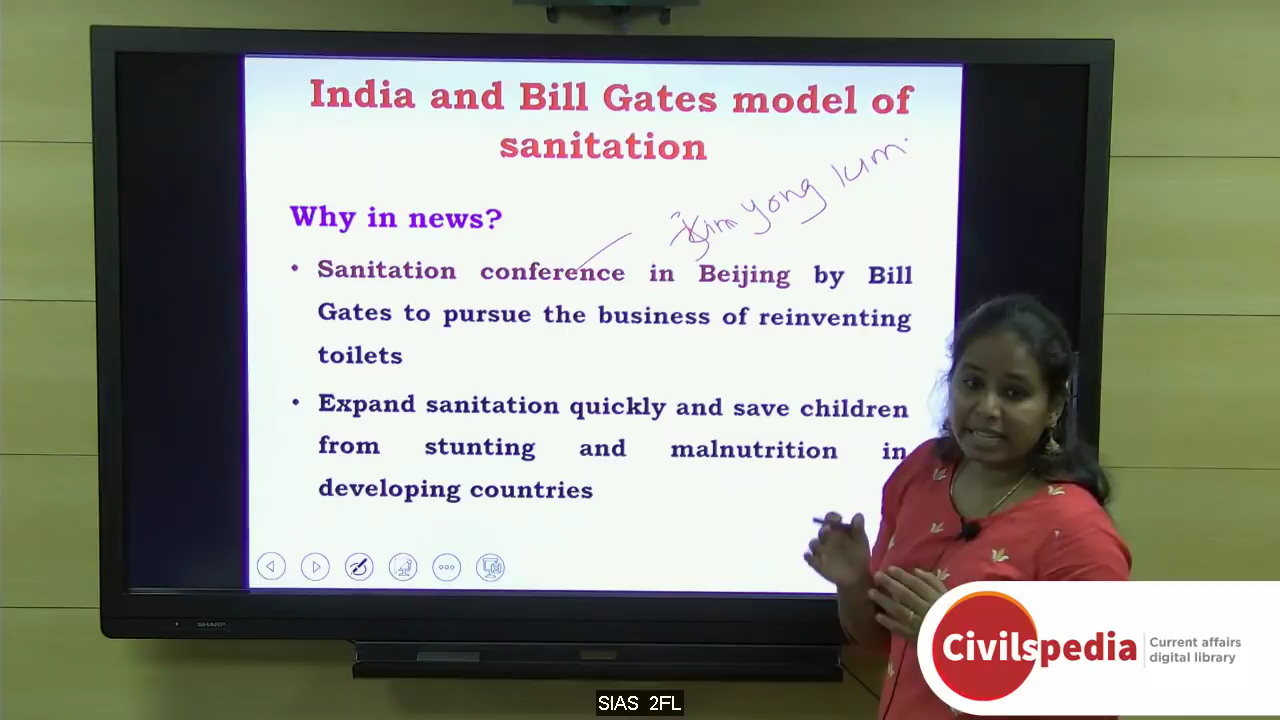 India and Bill Gates model of
sanitation
Jim yong kim.
Why in news?
• Sanitation conference in Beijing by Bill
Gates to pursue the business of reinventing
toilets
• Expand sanitation quickly and save children
from stunting and malnutrition in
developing countries
SHARP
Civilspedia
Current affairs
digital library
SIAS 2FL